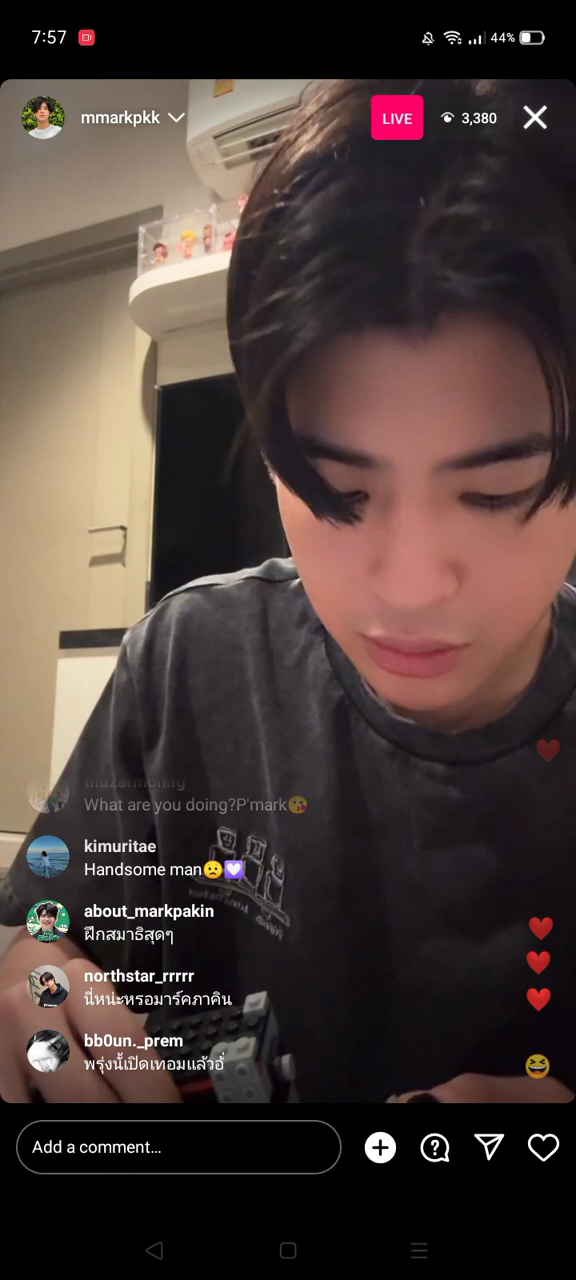 7:57
44%
mmarkpkk
LIVE
3,380
thuzarmon.lg
What are you doing?P'mark😘
kimuritae
Handsome man😟💟
about_markpakin
ฝึกสมาธิสุดๆ
northstar_rrrrr
นี่หน่ะหรอมาร์คภาคิน
bb0un._prem
พรุ่งนี้เปิดเทอมแล้วอั่
Add a comment…